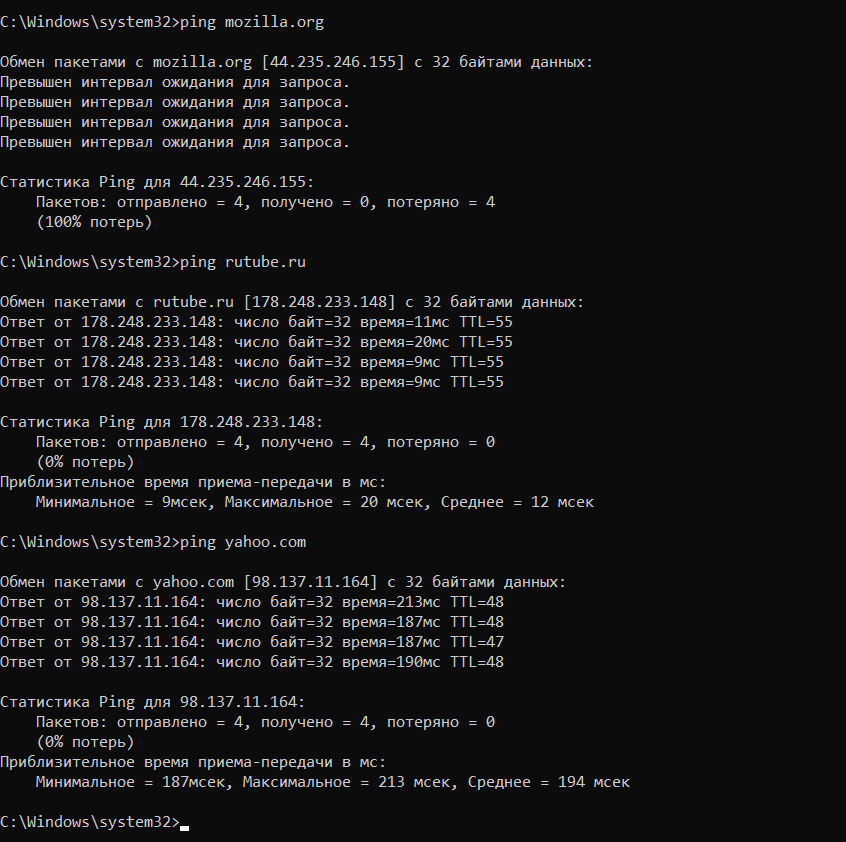 C:\Windows\system32>ping mozilla.org
Обмен пакетами с mozilla.org [44.235.246.155] с 32 байтами данных:
Превышен интервал ожидания для запроса.
Превышен интервал ожидания для запроса.
Превышен интервал ожидания для запроса.
Превышен интервал ожидания для запроса.
Статистика Ping для 44.235.246.155:
    Пакетов: отправлено = 4, получено = 0, потеряно = 4
    (100% потерь)
C:\Windows\system32>ping rutube.ru
Обмен пакетами с rutube.ru [178.248.233.148] с 32 байтами данных:
Ответ от 178.248.233.148: число байт=32 время=11мс TTL=55
Ответ от 178.248.233.148: число байт=32 время=20мс TTL=55
Ответ от 178.248.233.148: число байт=32 время=9мс TTL=55
Ответ от 178.248.233.148: число байт=32 время=9мс TTL=55
Статистика Ping для 178.248.233.148:
    Пакетов: отправлено = 4, получено = 4, потеряно = 0
    (0% потерь)
Приблизительное время приема-передачи в мс:
    Минимальное = 9мсек, Максимальное = 20 мсек, Среднее = 12 мсек
C:\Windows\system32>ping yahoo.com
Обмен пакетами с yahoo.com [98.137.11.164] с 32 байтами данных:
Ответ от 98.137.11.164: число байт=32 время=213мс TTL=48
Ответ от 98.137.11.164: число байт=32 время=187мс TTL=48
Ответ от 98.137.11.164: число байт=32 время=187мс TTL=47
Ответ от 98.137.11.164: число байт=32 время=190мс TTL=48
Статистика Ping для 98.137.11.164:
    Пакетов: отправлено = 4, получено = 4, потеряно = 0
    (0% потерь)
Приблизительное время приема-передачи в мс:
    Минимальное = 187мсек, Максимальное = 213 мсек, Среднее = 194 мсек
C:\Windows\system32>